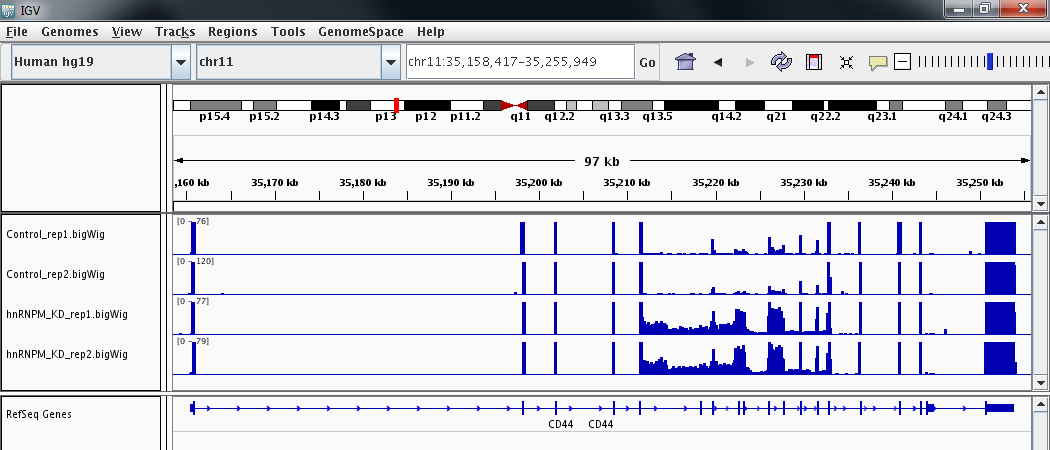 IGV
File Genomes View Tracks Regions Tools GenomeSpace Help
Human hg19 chr11 chr11:35,158,417-35,255,949 Go
p15.4 p15.2 p14.3 p13 p12 p11.2 q11 q12.2 q13.3 q13.5 q14.2 q21 q22.2 q23.1 q24.1 q24.3
97 kb
,160 kb 35,170 kb 35,180 kb 35,190 kb 35,200 kb 35,210 kb 35,220 kb 35,230 kb 35,240 kb 35,250 kb
[0 - 76]
Control_rep1.bigWig
[0 - 120]
Control_rep2.bigWig
[0 - 77]
hnRNPM_KD_rep1.bigWig
[0 - 79]
hnRNPM_KD_rep2.bigWig
RefSeq Genes
CD44 CD44